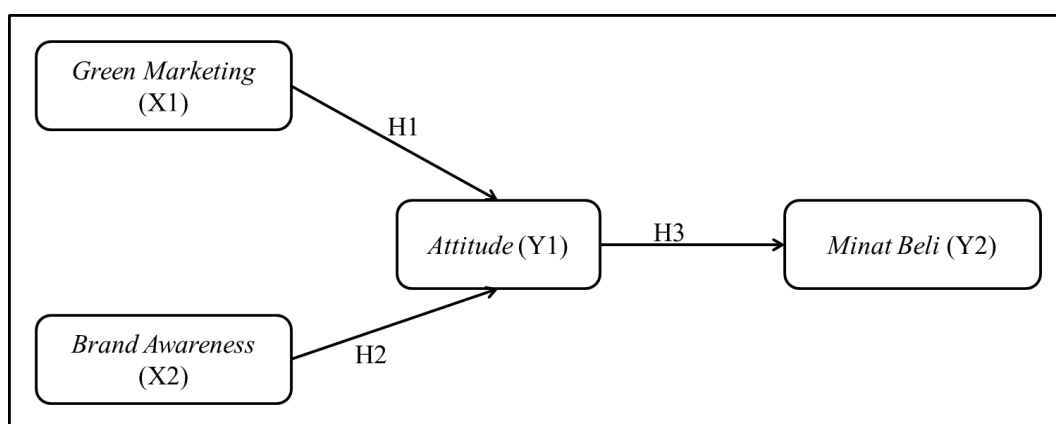 Green Marketing
(X1)
H1
Attitude (Y1)
H3
Minat Beli (Y2)
Brand Awareness
(X2)
H2